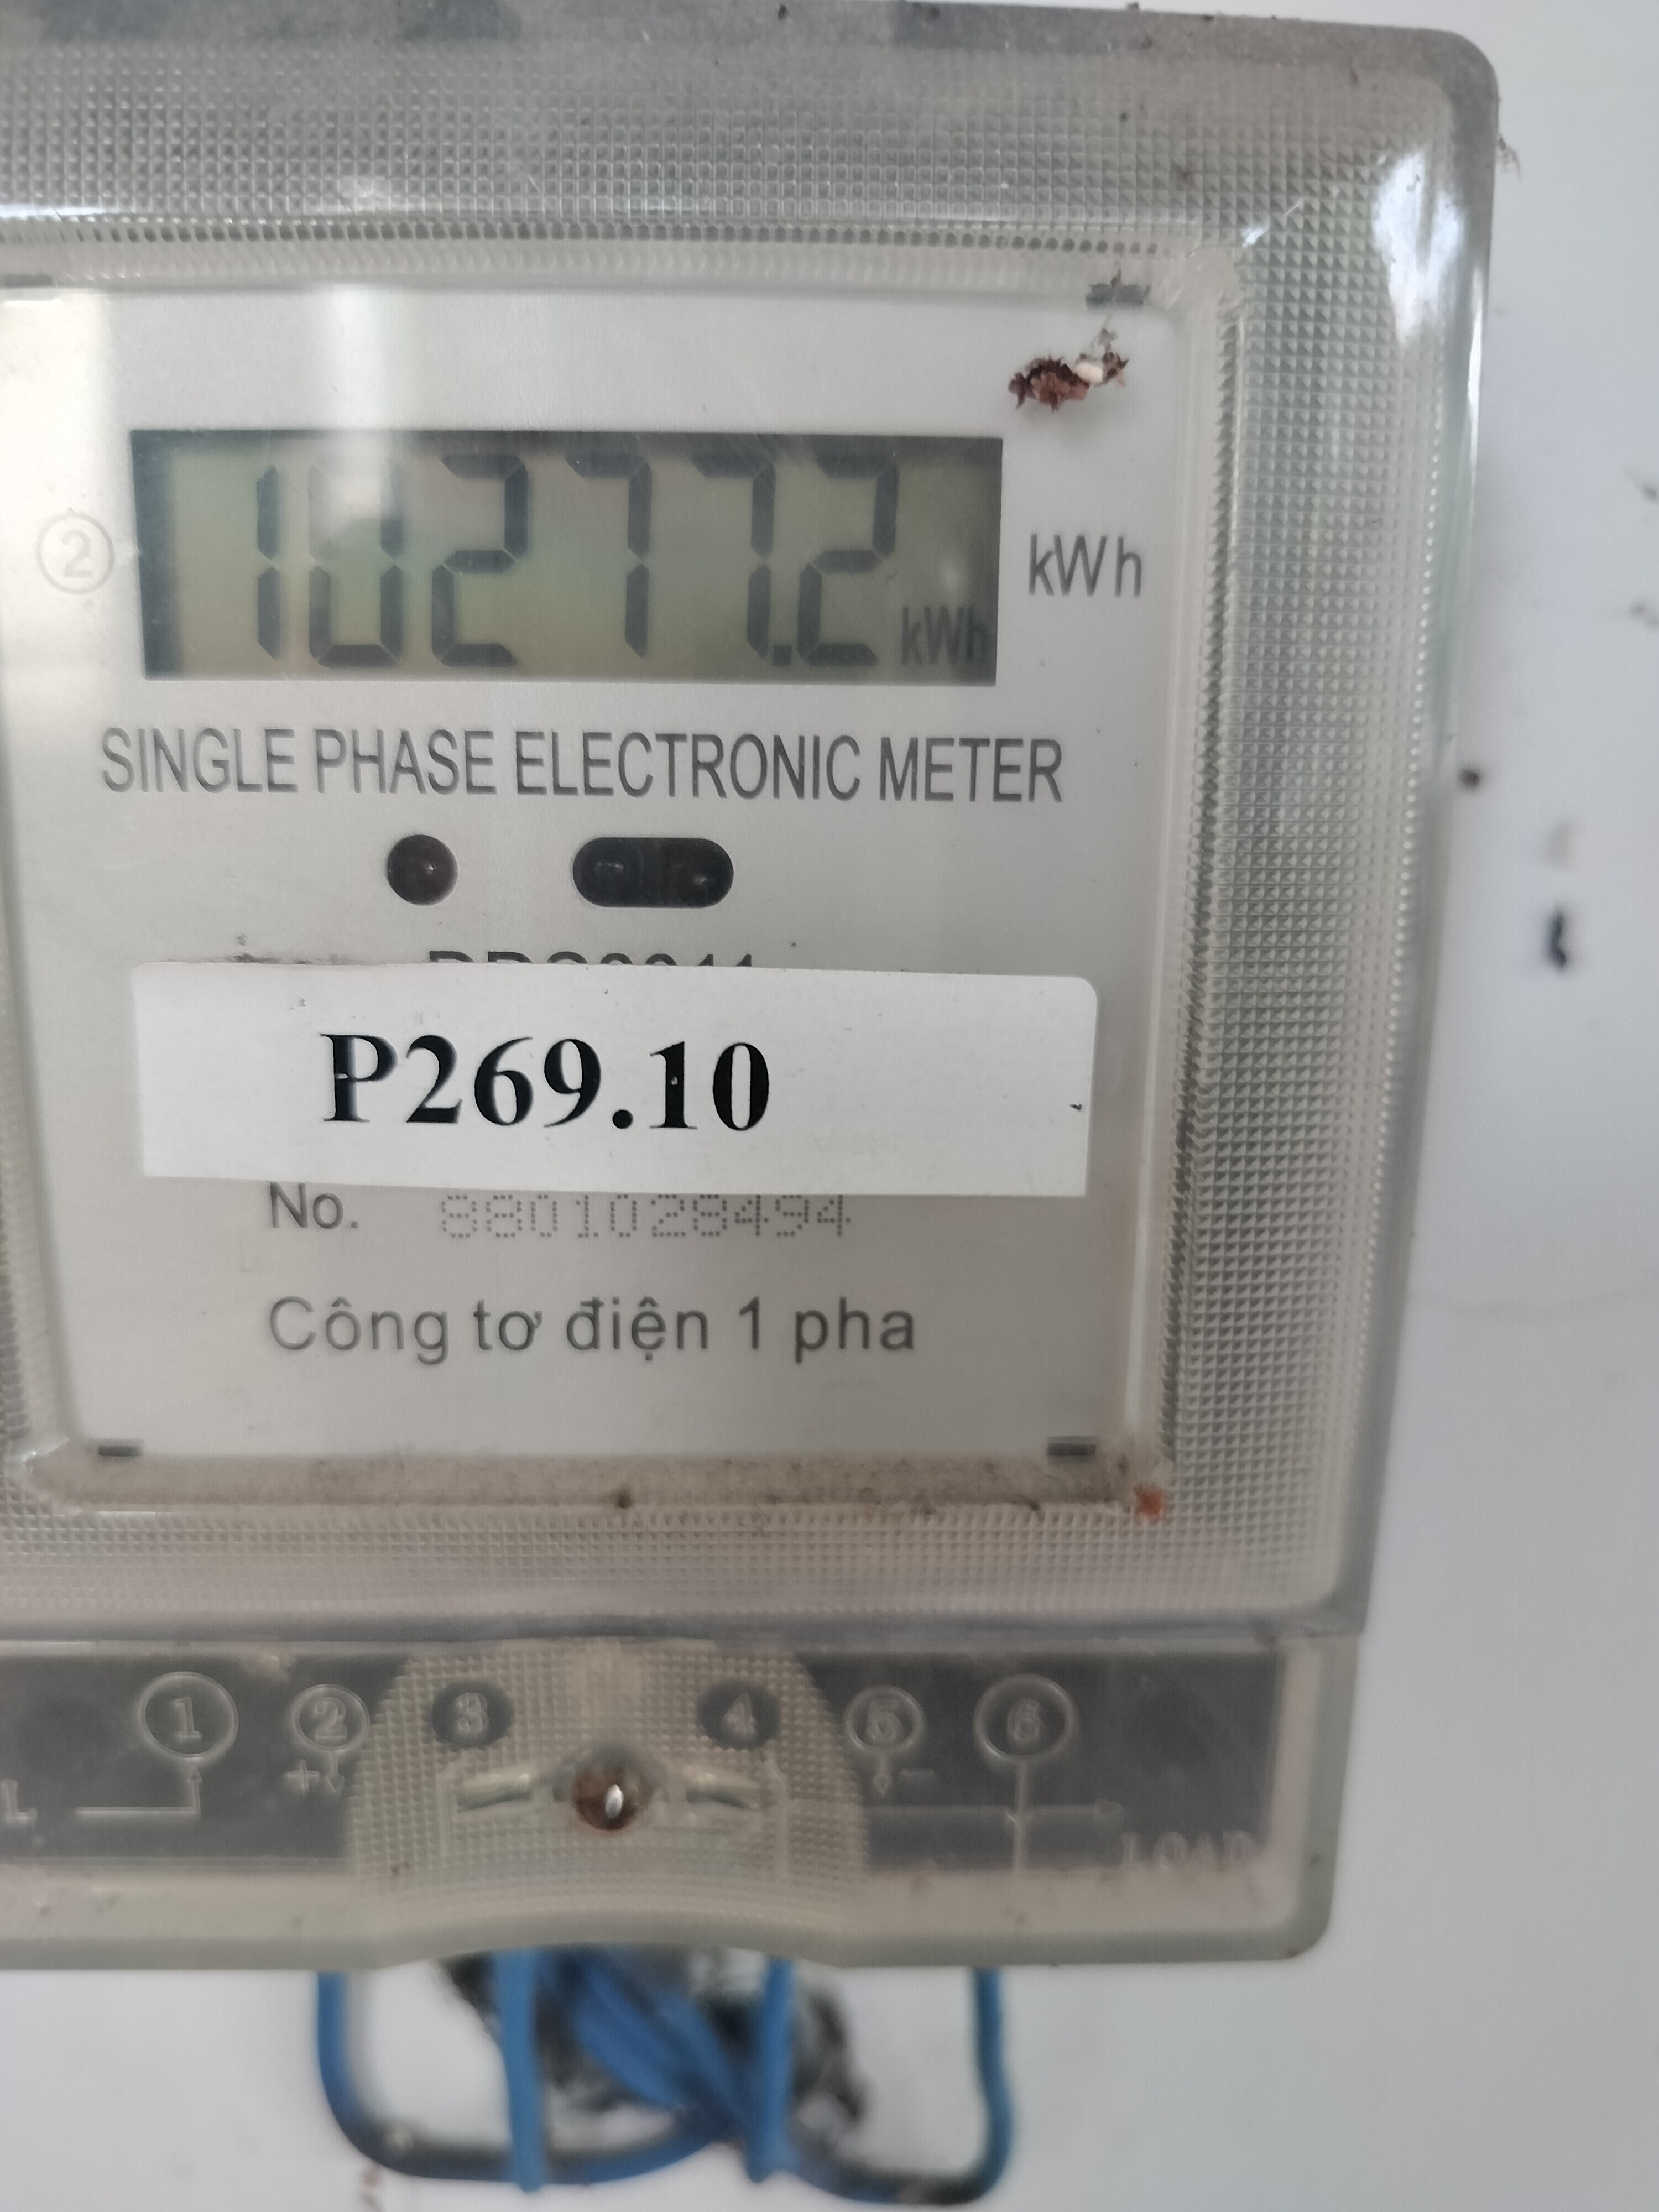 10277.2 kWh kWh
②
SINGLE PHASE ELECTRONIC METER
P269.10
No. 8801028494
Công tơ điện 1 pha
1 2 3 4 5 6
+ -
L
LOAD